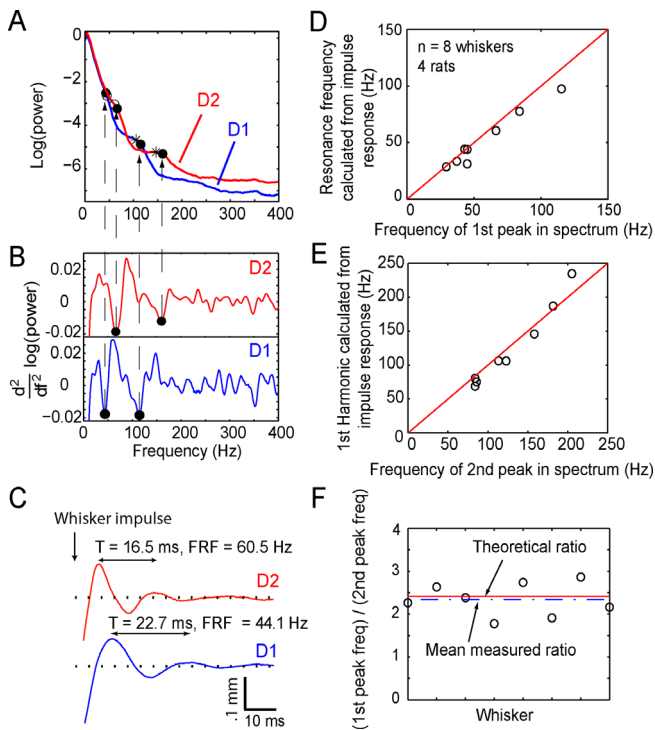 A
Log(power)
0
−2
−4
−6
D2
D1
0 100 200 300 400
B
d²/df² log(power)
0.02
0
-0.02
D2
0.02
0
−0.02
D1
0 100 200 300 400
Frequency (Hz)
C
Whisker impulse
T = 16.5 ms, FRF = 60.5 Hz
D2
T = 22.7 ms, FRF = 44.1 Hz
D1
.1 mm
10 ms
D
Resonance frequency
calculated from impulse
response (Hz)
150
100
50
0
n = 8 whiskers
4 rats
0 50 100 150
Frequency of 1st peak in spectrum (Hz)
E
1st Harmonic calculated from
impulse response (Hz)
250
200
150
100
50
0
0 50 100 150 200 250
Frequency of 2nd peak in spectrum (Hz)
F
(1st peak freq) / (2nd peak freq)
4
3
2
1
0
Theoretical ratio
Mean measured ratio
Whisker